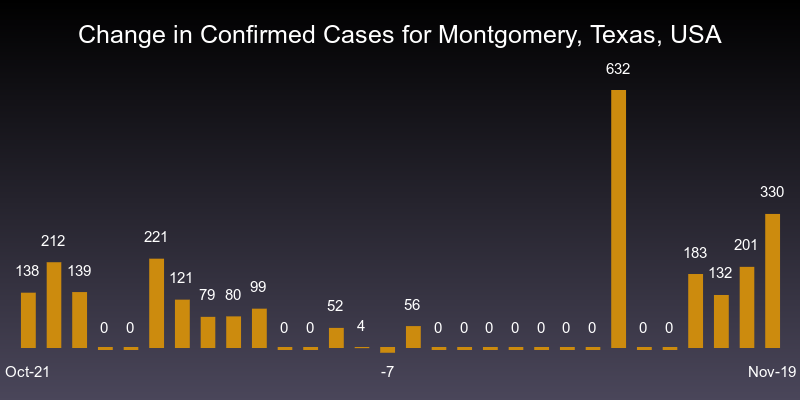 Change in Confirmed Cases for Montgomery, Texas, USA
138 212 139 0 0 221 121 79 80 99 0 0 52 4 56 0 0 0 0 0 0 0 632 0 0 183 132 201 330
Oct-21 -7 Nov-19